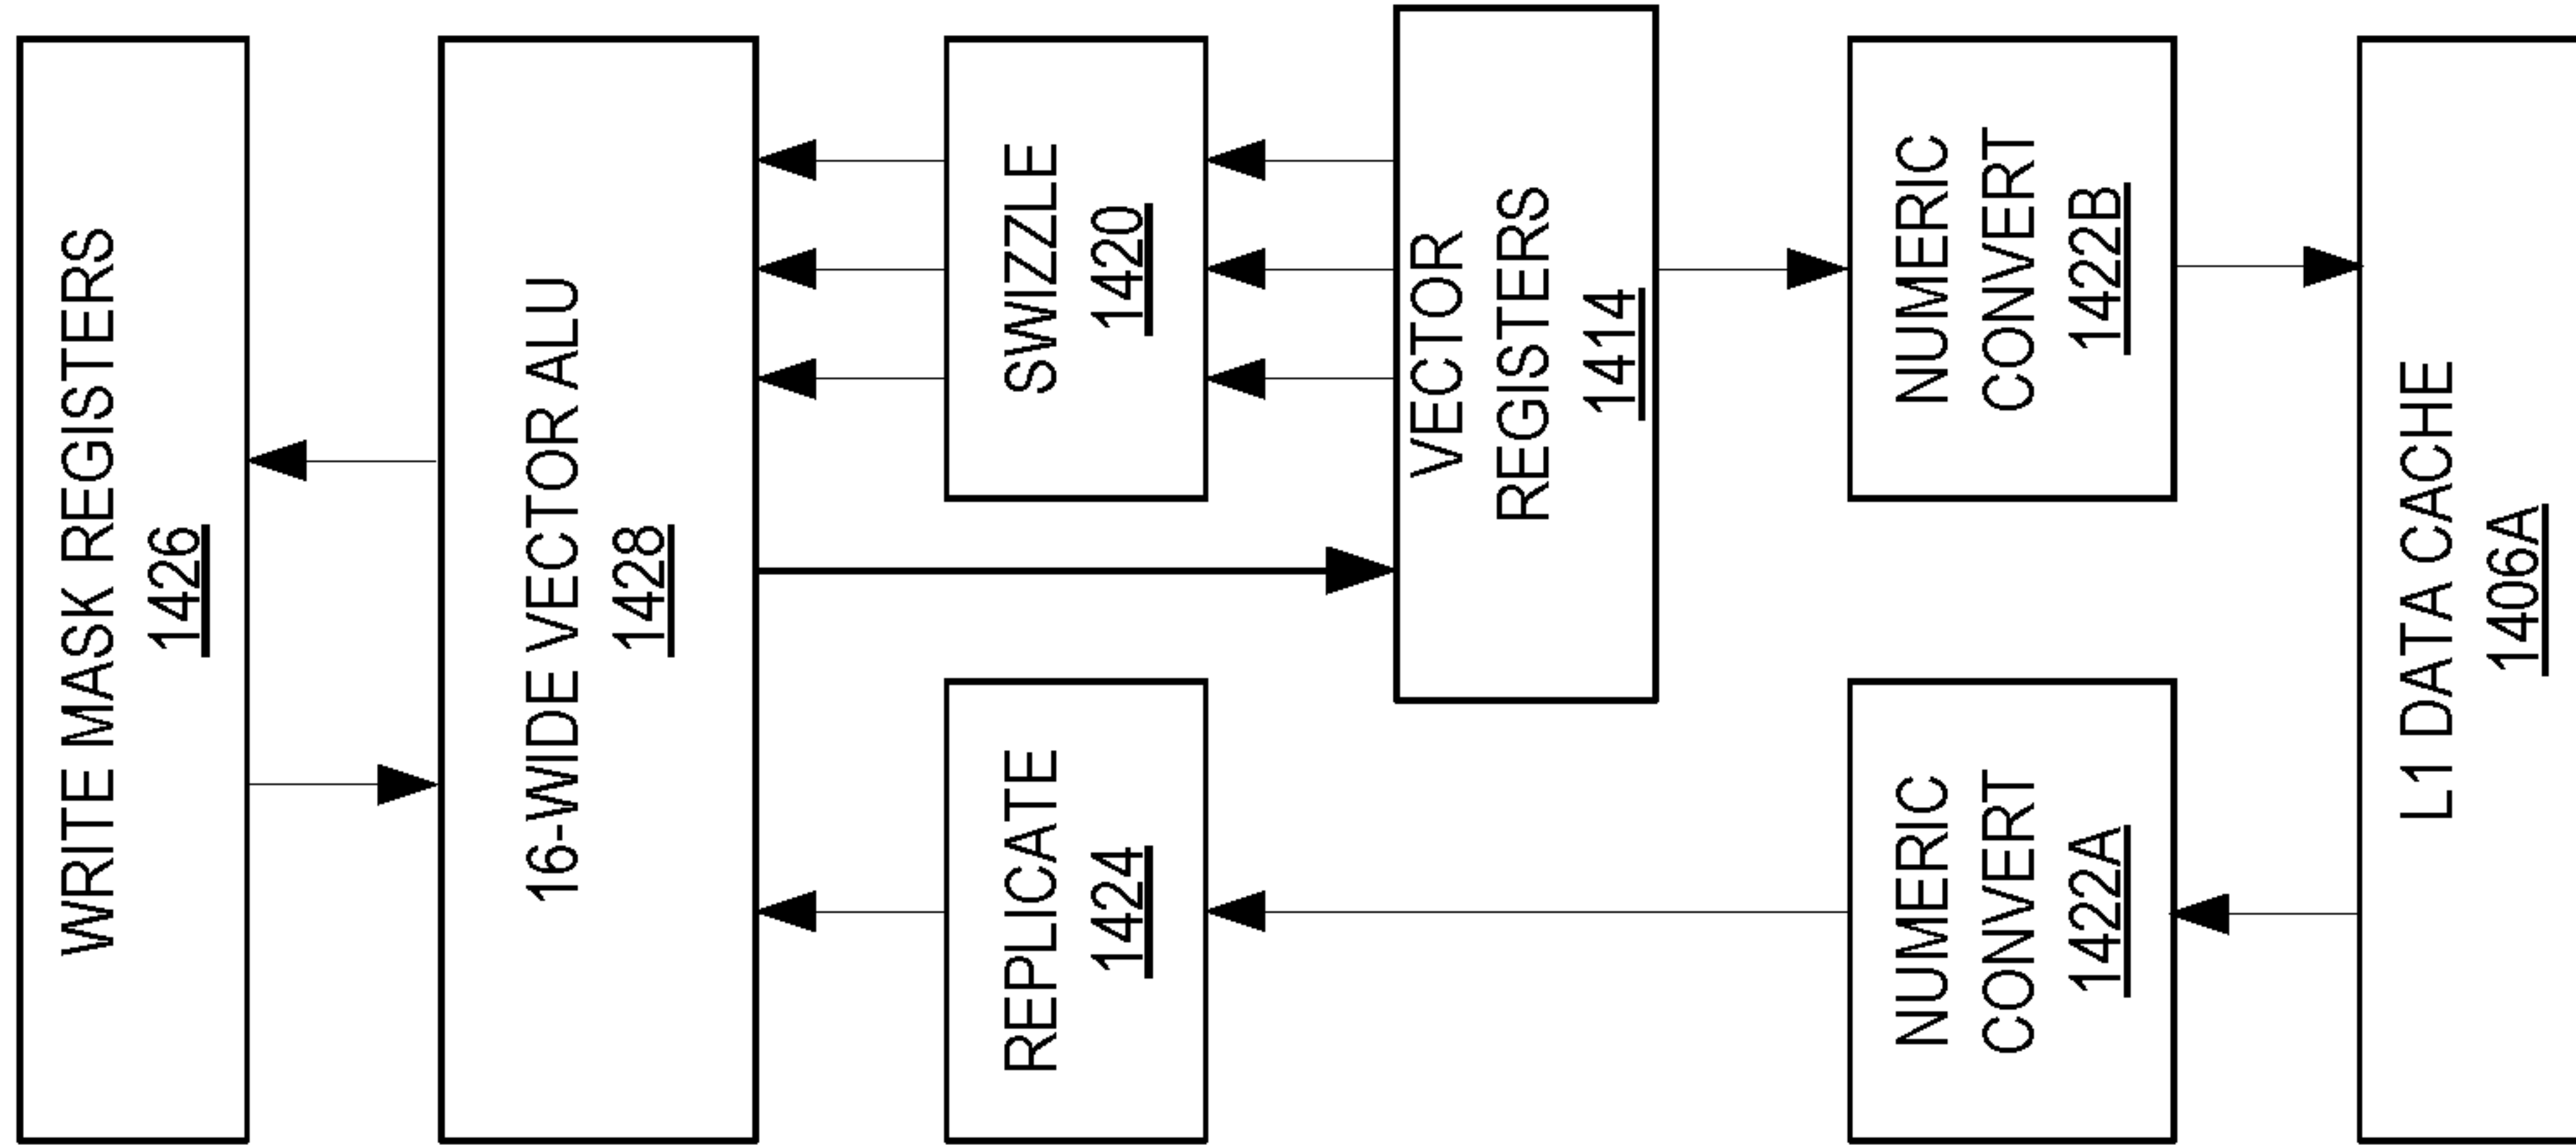 WRITE MASK REGISTERS
1426
16-WIDE VECTOR ALU
1428
REPLICATE
1424
SWIZZLE
1420
VECTOR
REGISTERS
1414
NUMERIC
CONVERT
1422A
NUMERIC
CONVERT
1422B
L1 DATA CACHE
1406A